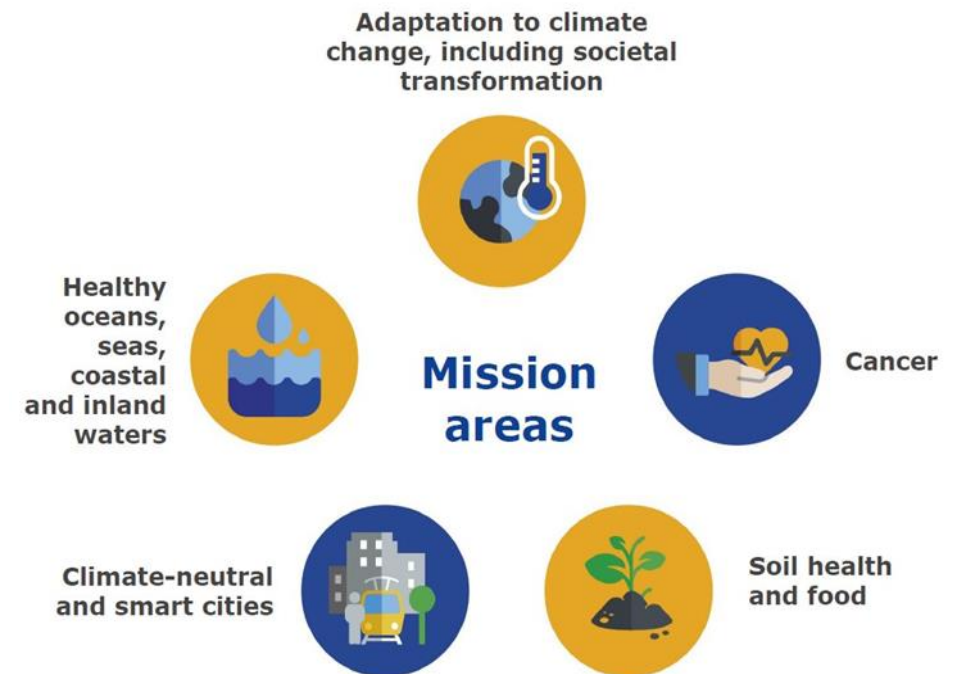 Adaptation to climate
change, including societal
transformation
Healthy
oceans,
seas,
coastal
and inland
waters
Mission
areas
Cancer
Climate-neutral
and smart cities
Soil health
and food